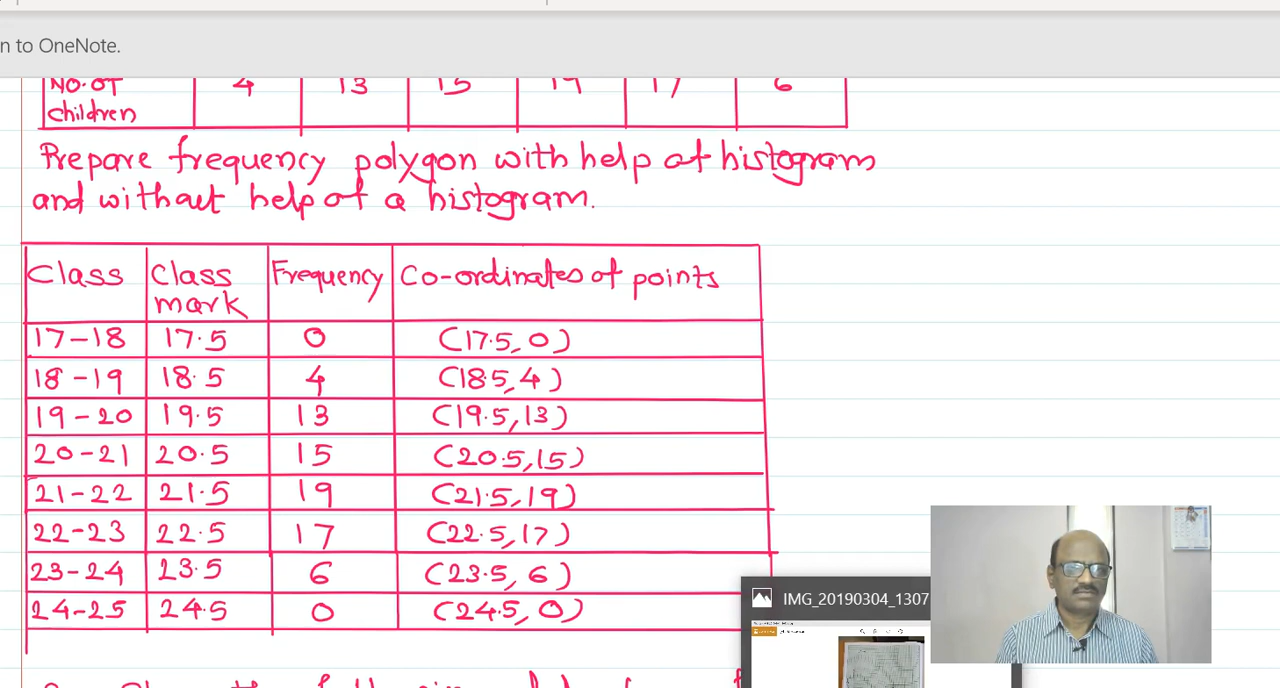 n to OneNote.
No. of 4 13 15 19 17 6
children
Prepare frequency polygon with help of histogram
and without help of a histogram.
Class Class mark Frequency Co-ordinates of points
17-18 17.5 0 (17.5, 0)
18-19 18.5 4 (18.5, 4)
19-20 19.5 13 (19.5, 13)
20-21 20.5 15 (20.5, 15)
21-22 21.5 19 (21.5, 19)
22-23 22.5 17 (22.5, 17)
23-24 23.5 6 (23.5, 6)
24-25 24.5 0 (24.5, 0)
IMG_20190304_1307